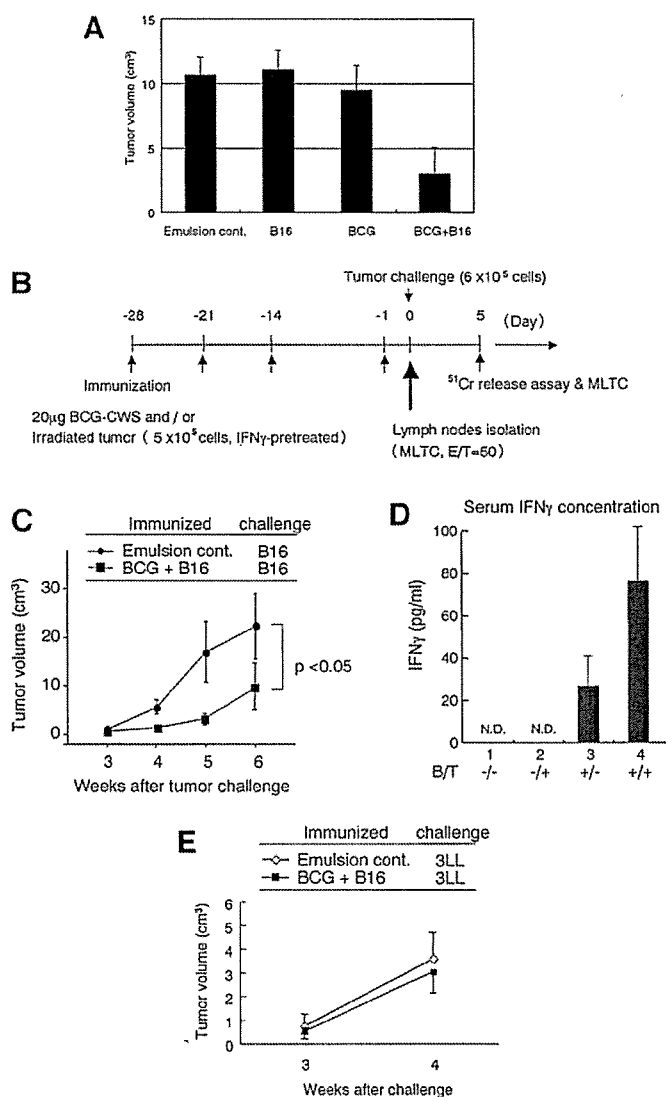 A
15
10
5
0
Tumor volume (cm³)
Emulsion cont. B16 BCG BCG+B16
B
Tumor challenge (6 x10⁵ cells)
-28 -21 -14 -1 0 5 (Day)
Immunization
⁵¹Cr release assay & MLTC
20μg BCG-CWS and / or
Irradiated tumor ( 5 x10⁵ cells, IFNγ-pretreated)
Lymph nodes isolation
(MLTC, E/T=50)
C
Immunized challenge
Emulsion cont. B16
BCG + B16 B16
30
20
10
0
Tumor volume (cm³)
p <0.05
3 4 5 6
Weeks after tumor challenge
D
Serum IFNγ concentration
100
80
60
40
20
0
IFNγ (pg/ml)
N.D. N.D.
1 2 3 4
B/T -/- -/+ +/- +/+
E
Immunized challenge
Emulsion cont. 3LL
BCG + B16 3LL
6
5
4
3
2
1
0
Tumor volume (cm³)
3 4
Weeks after challenge